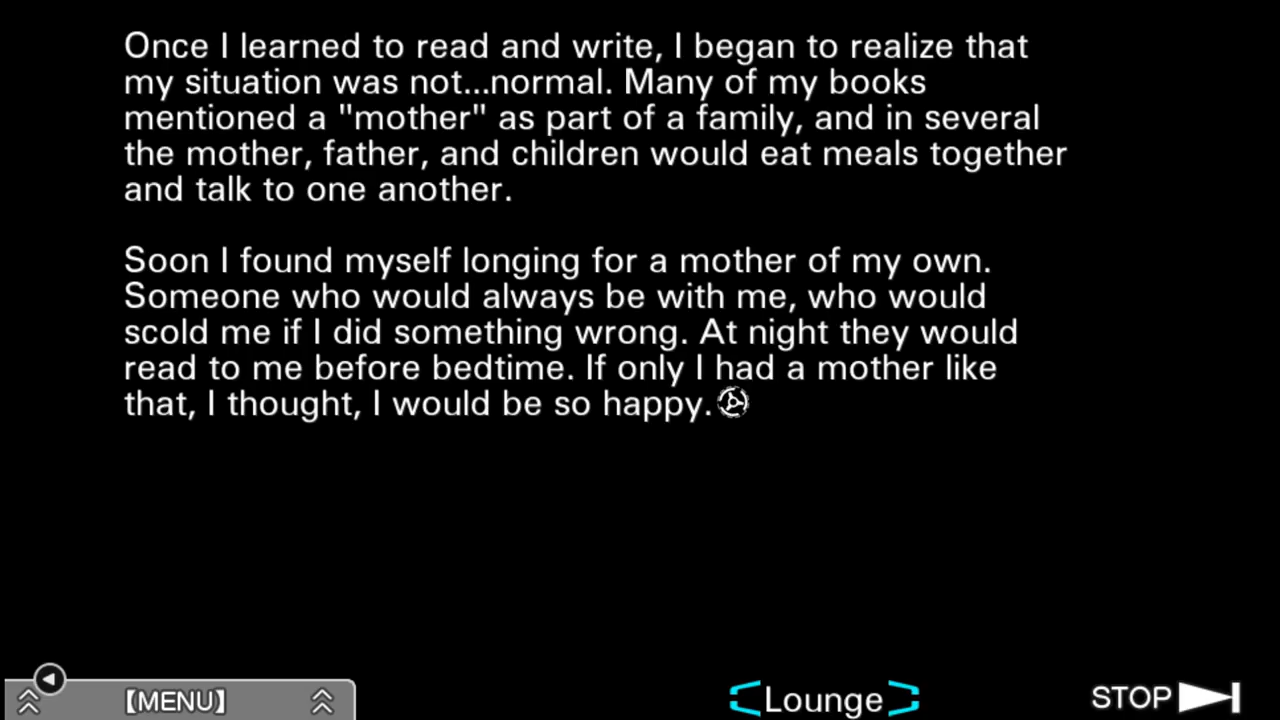 Once I learned to read and write, I began to realize that
my situation was not...normal. Many of my books
mentioned a "mother" as part of a family, and in several
the mother, father, and children would eat meals together
and talk to one another.
Soon I found myself longing for a mother of my own.
Someone who would always be with me, who would
scold me if I did something wrong. At night they would
read to me before bedtime. If only I had a mother like
that, I thought, I would be so happy.
【MENU】
Lounge
STOP